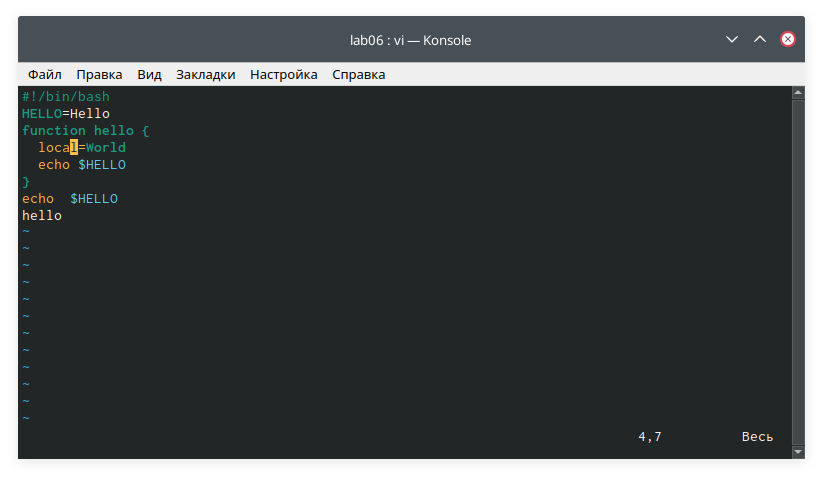 lab06 : vi — Konsole
Файл Правка Вид Закладки Настройка Справка
#!/bin/bash
HELLO=Hello
function hello {
  local=World
  echo $HELLO
}
echo  $HELLO
hello
~
~
~
~
~
~
~
~
~
~
~
~
4,7 Весь